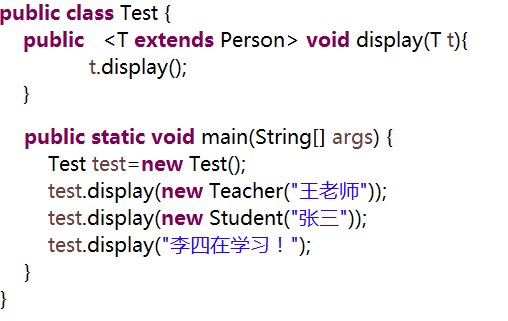 public class Test {
public <T extends Person> void display(T t){
t.display();
}
public static void main(String[] args) {
Test test=new Test();
test.display(new Teacher("王老师"));
test.display(new Student("张三"));
test.display("李四在学习！");
}
}